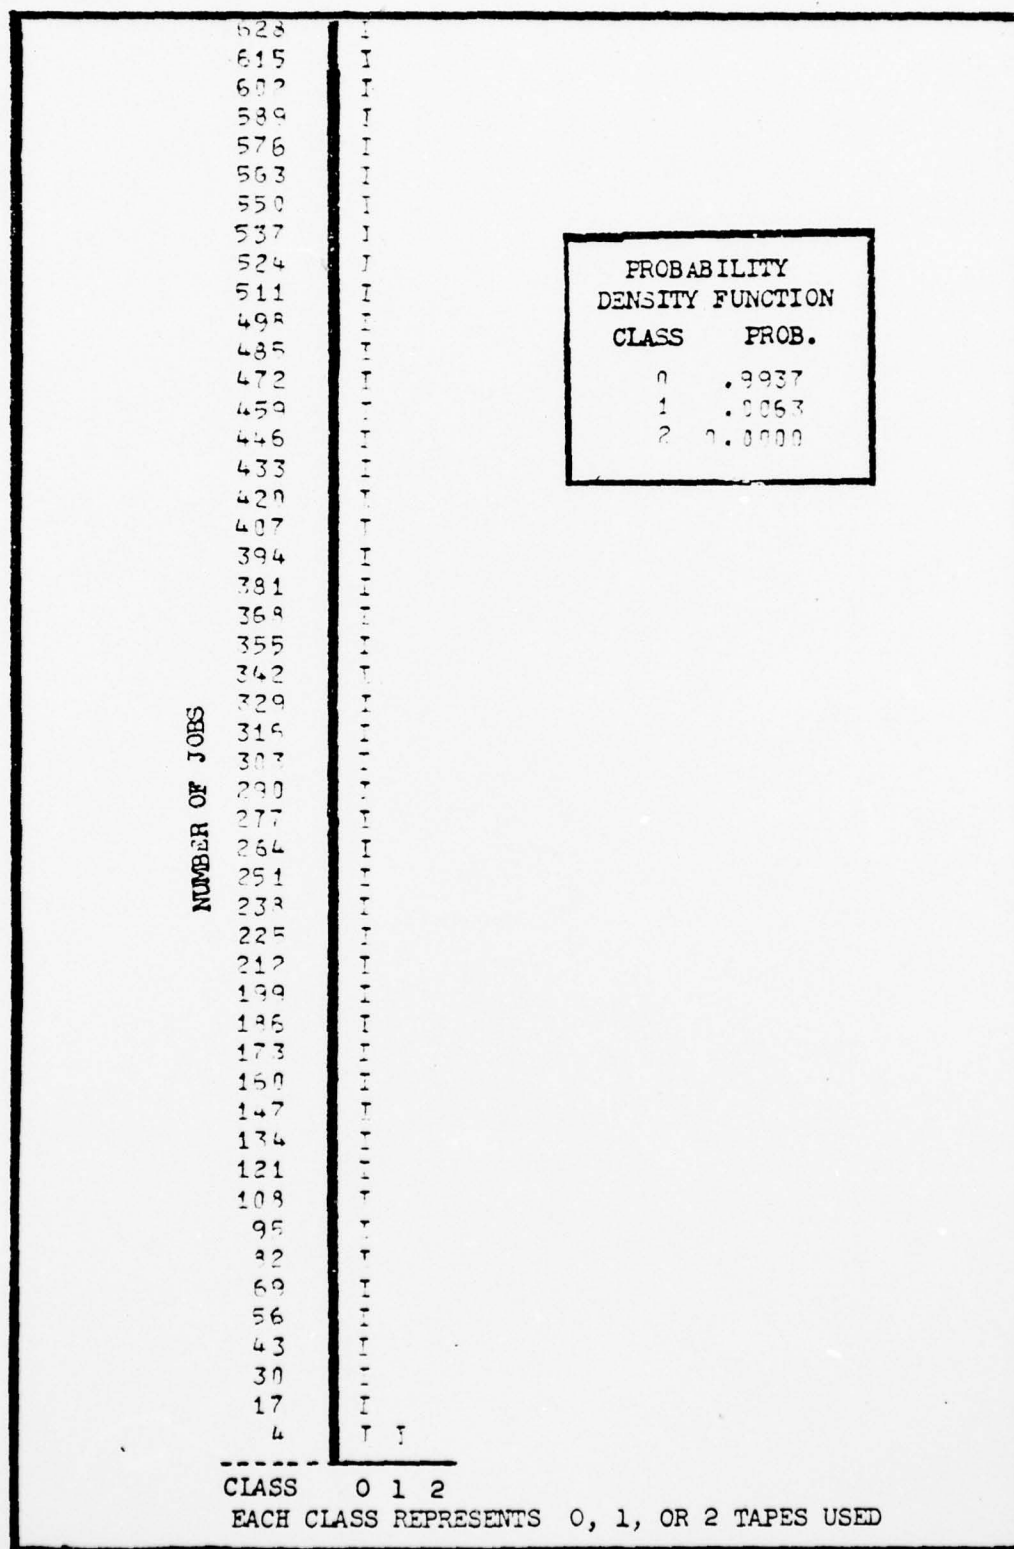 628 I
615 I
602 I
589 I
576 I
563 I
550 I
537 I
524 I
511 I
498 I
485 I
472 I
459 I
446 I
433 I
420 I
407 I
394 I
381 I
368 I
355 I
342 I
329 I
316 I
303 I
290 I
277 I
264 I
251 I
238 I
225 I
212 I
199 I
186 I
173 I
160 I
147 I
134 I
121 I
108 I
95 I
82 I
69 I
56 I
43 I
30 I
17 I
4 I I
NUMBER OF JOBS
CLASS 0 1 2
EACH CLASS REPRESENTS 0, 1, OR 2 TAPES USED
PROBABILITY
DENSITY FUNCTION
CLASS PROB.
0 .9937
1 .0063
2 0.0000